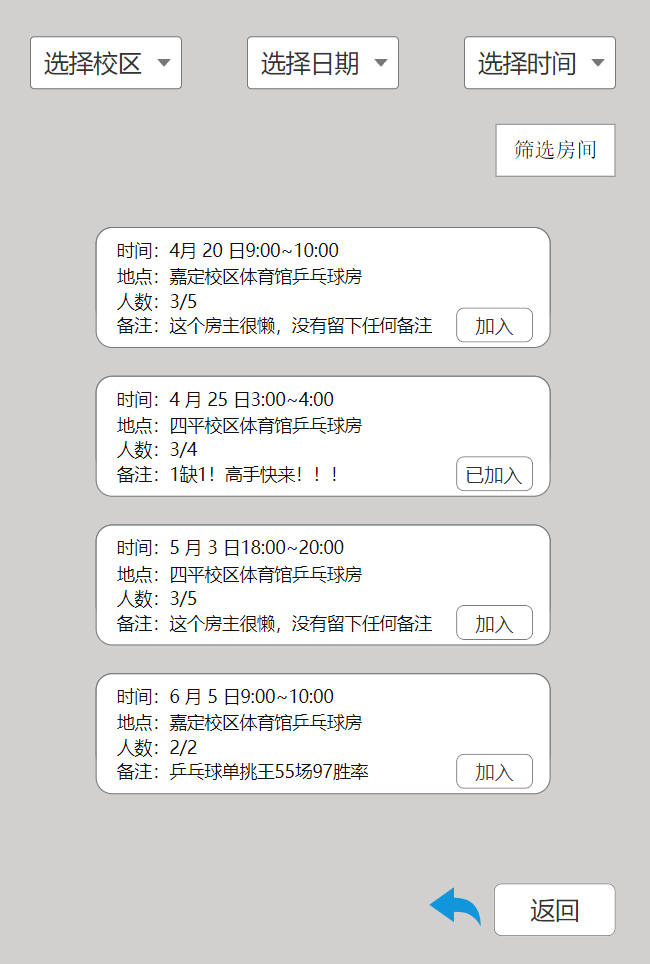 选择校区
选择日期
选择时间
筛选房间
时间：4月 20 日9:00~10:00
地点：嘉定校区体育馆乒乓球房
人数：3/5
备注：这个房主很懒，没有留下任何备注
加入
时间：4 月 25 日3:00~4:00
地点：四平校区体育馆乒乓球房
人数：3/4
备注：1缺1！高手快来！！！
已加入
时间：5 月 3 日18:00~20:00
地点：四平校区体育馆乒乓球房
人数：3/5
备注：这个房主很懒，没有留下任何备注
加入
时间：6 月 5 日9:00~10:00
地点：嘉定校区体育馆乒乓球房
人数：2/2
备注：乒乓球单挑王55场97胜率
加入
返回